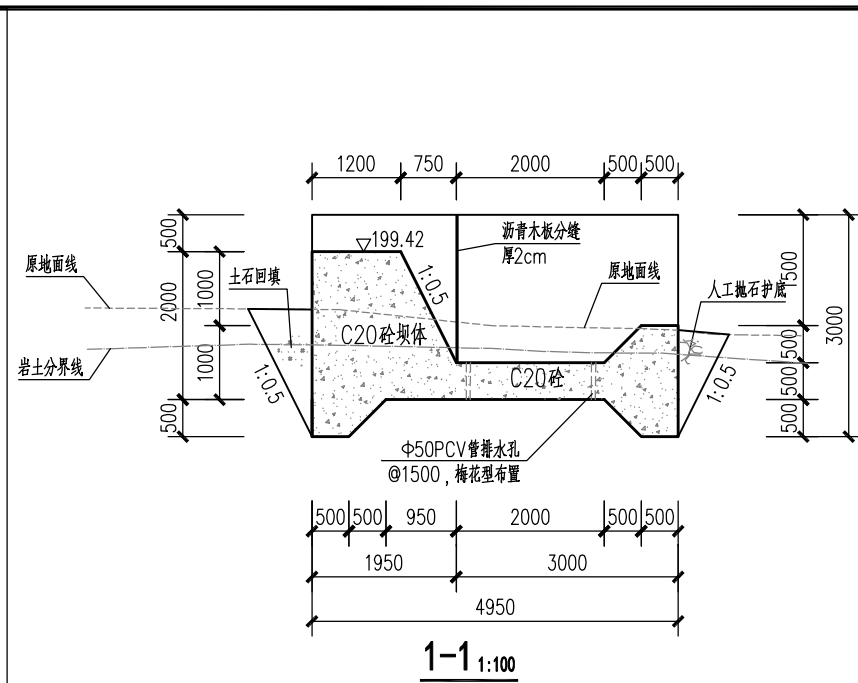 1200 750 2000 500 500
500
2000
1000
1000
500
199.42
沥青木板分缝
厚2cm
原地面线
原地面线
土石回填
人工抛石护底
1:0.5
C20砼坝体
C20砼
岩土分界线
1:0.5
1:0.5
1500
500
500
500
3000
Φ50PCV管排水孔
@1500，梅花型布置
500 500 950 2000 500 500
1950 3000
4950
1-1 1:100